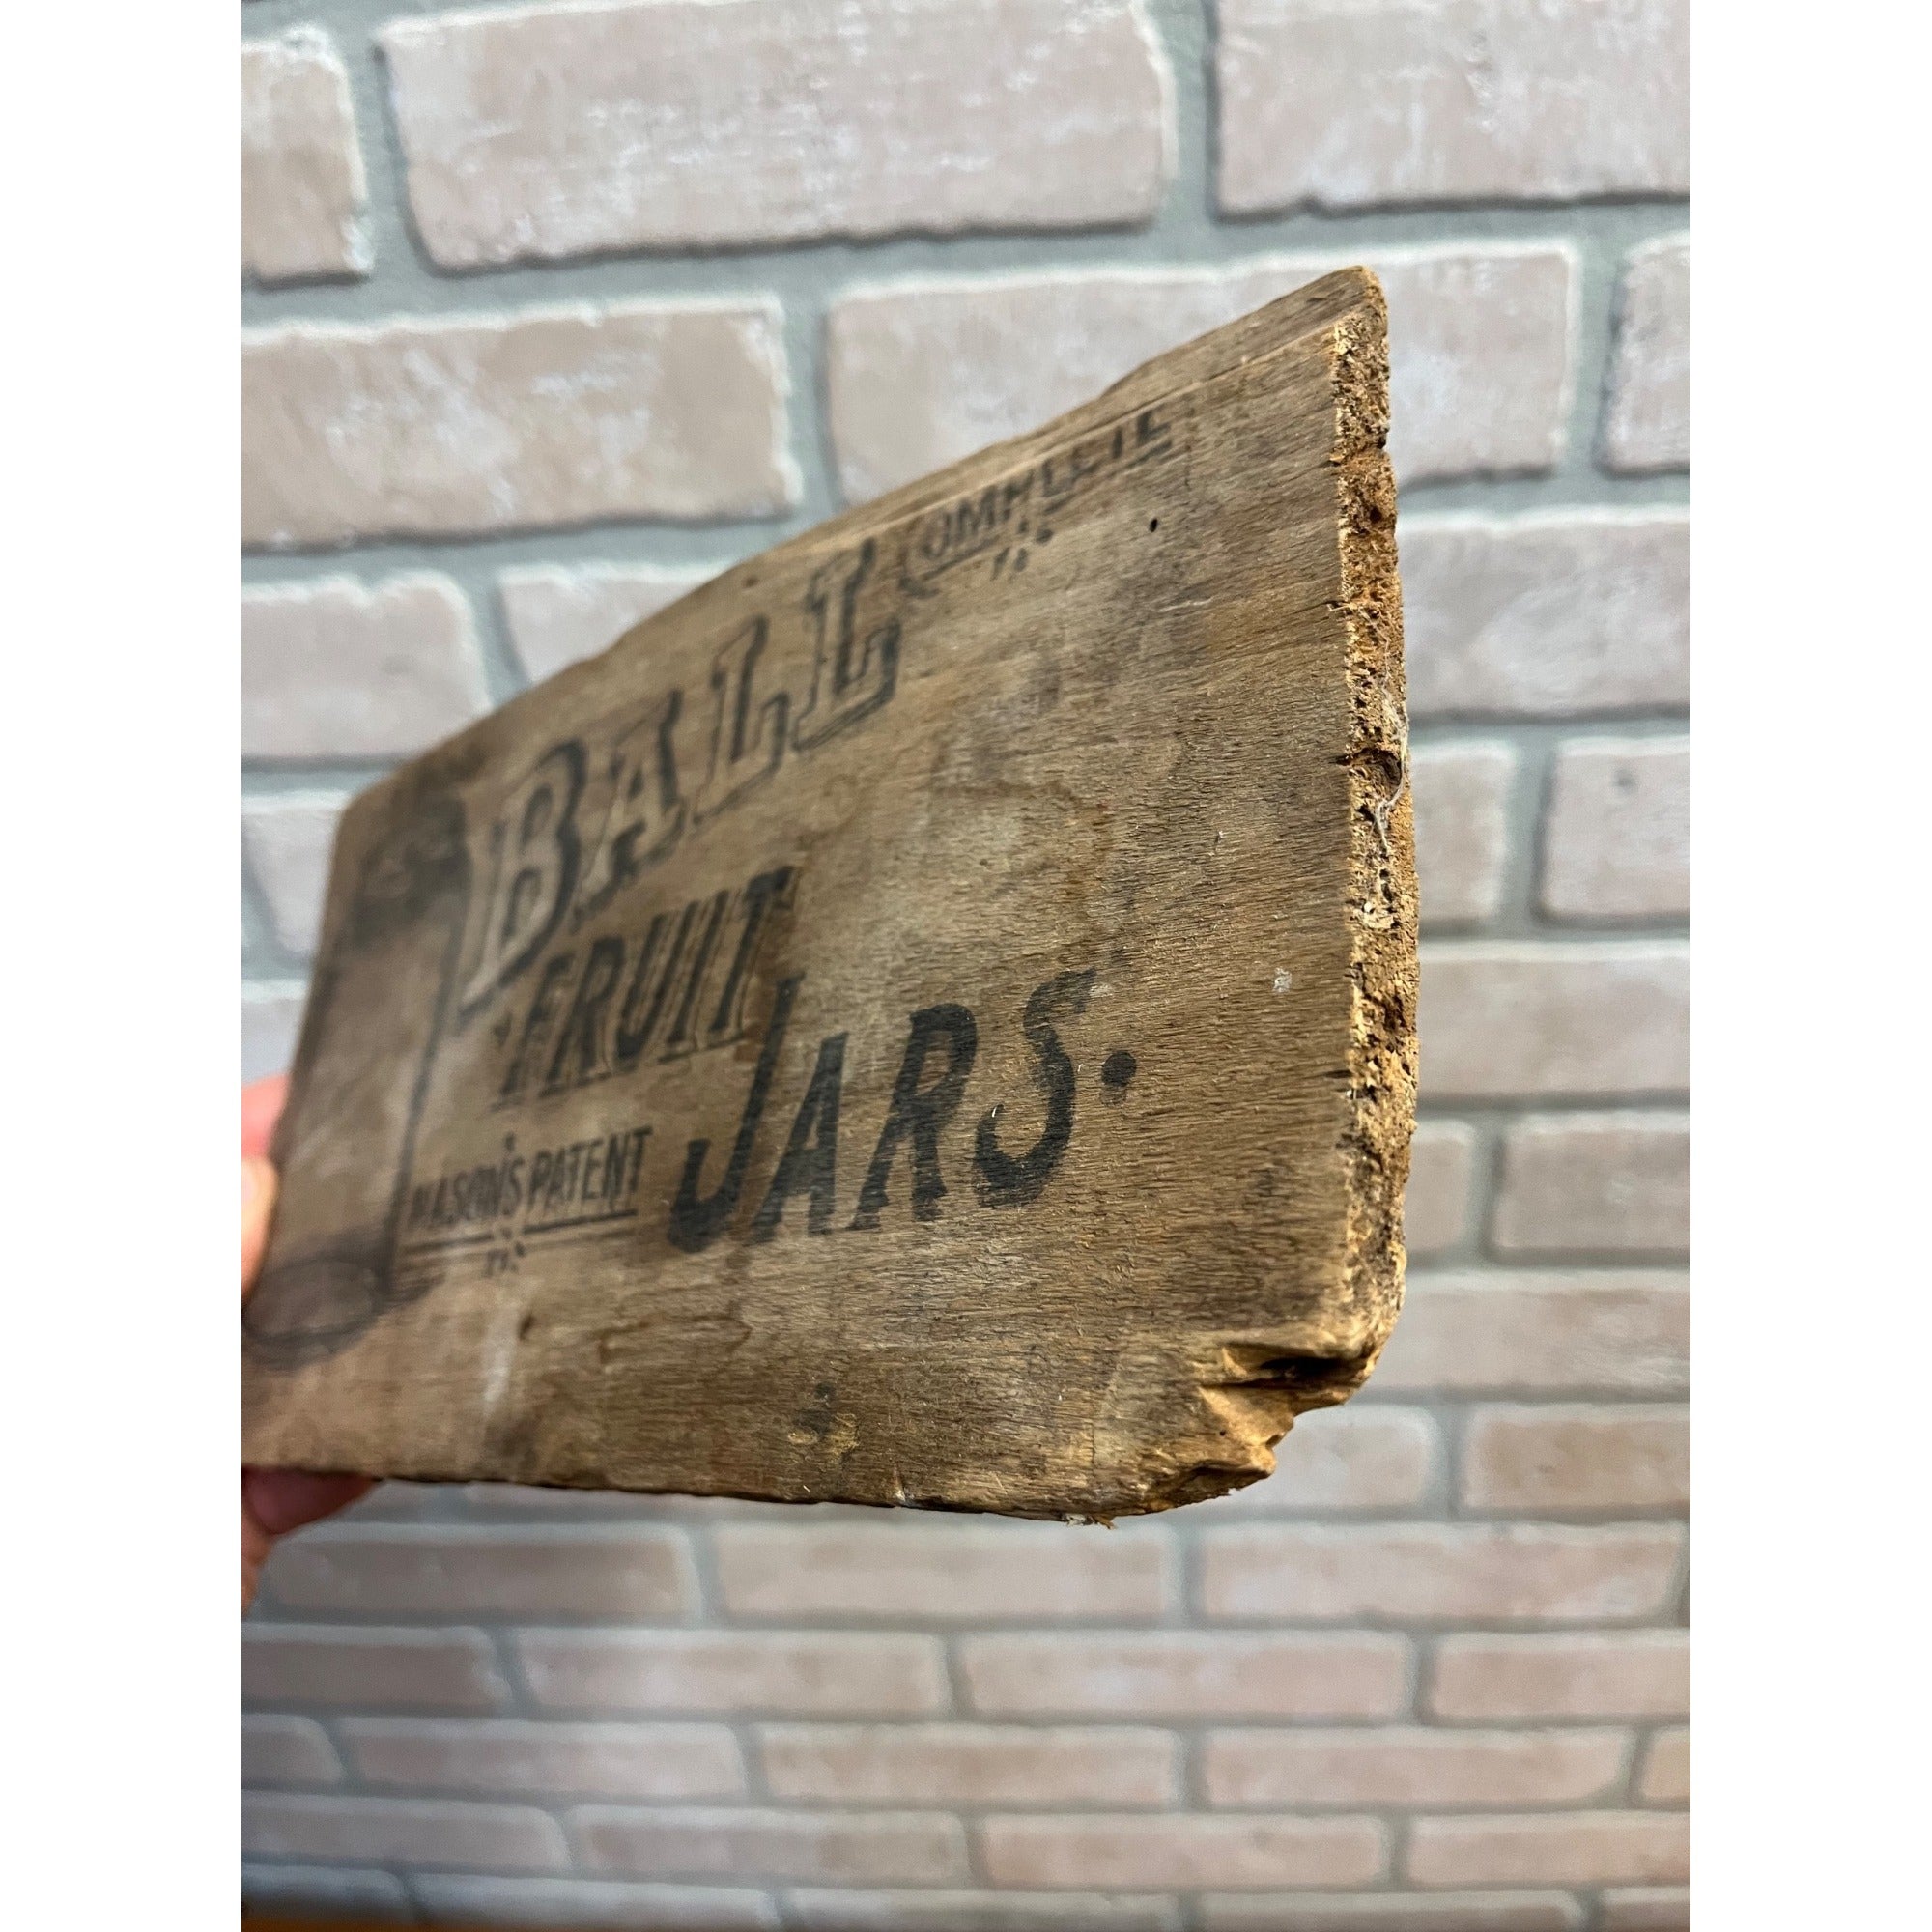 BALL COMPLETE
FRUIT
JARS.
MASON'S PATENT